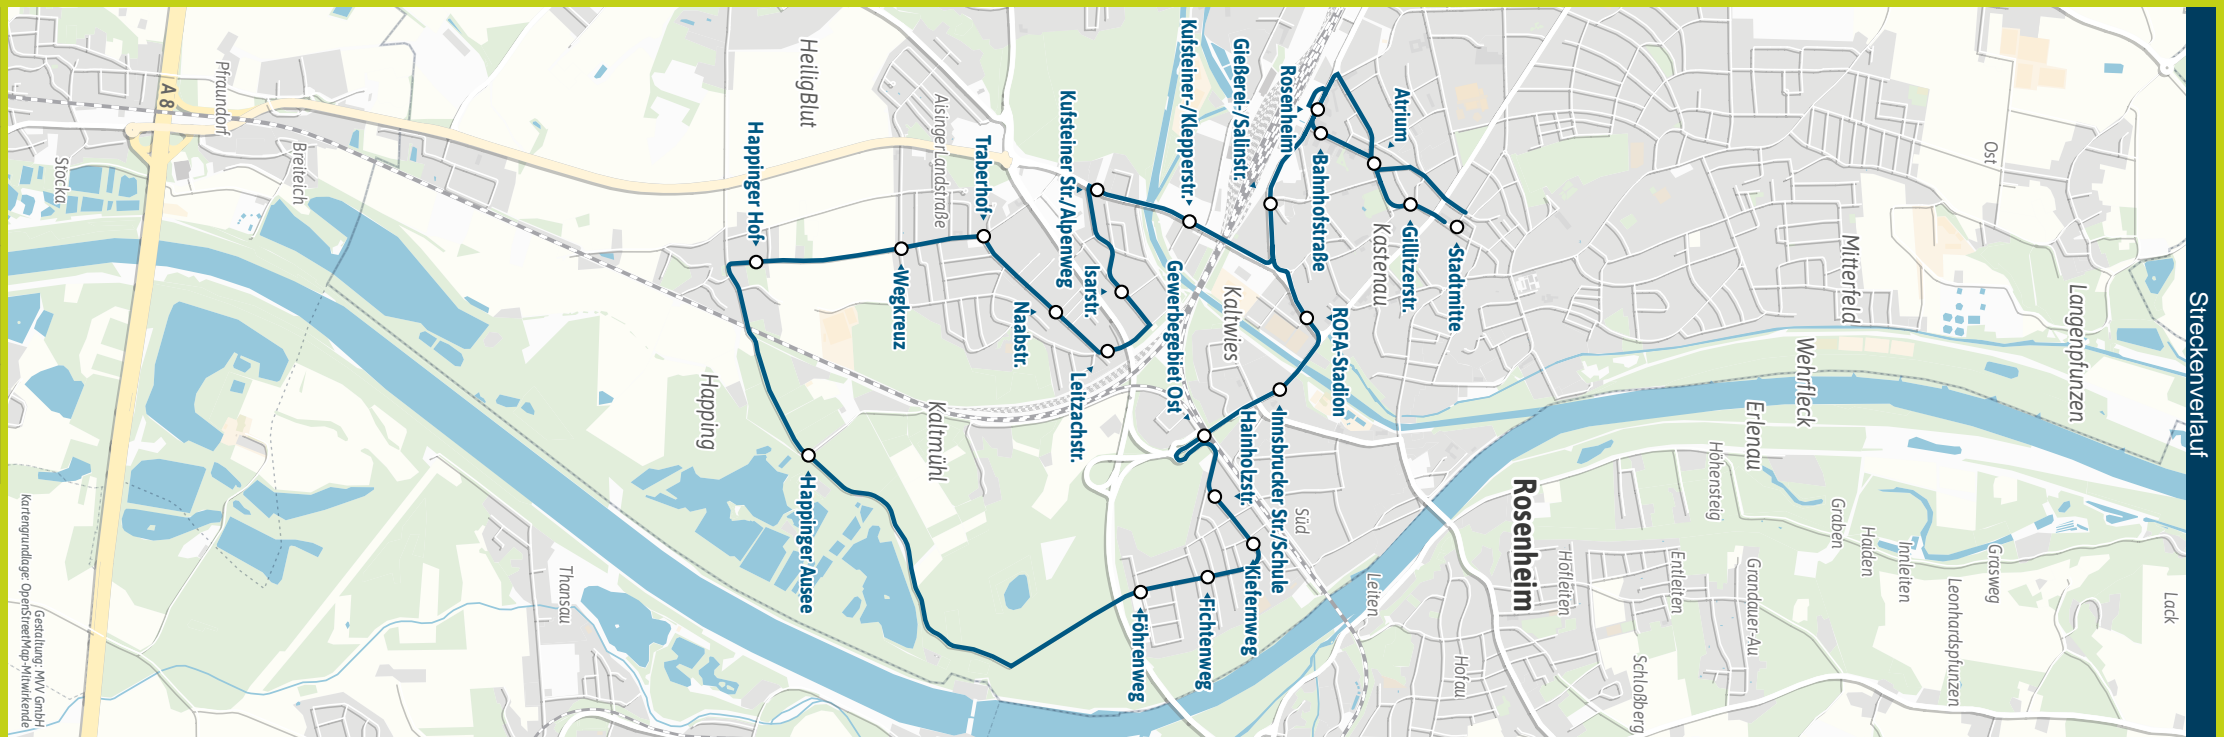 Streckenverlauf
Stadtmitte
Gillitzerstr.
Atrium
Bahnhofstraße
Rosenheim
Gießerei-/Salinstr.
Kufsteiner-/Klepperstr.
Kufsteiner Str./Alpenweg
Isarstr.
Leitzachstr.
Naabstr.
Traberhof
Wegkreuz
Happinger Hof
Happinger Ausee
Föhrenweg
Fichtenweg
Kiefernweg
Hainholzstr.
Gewerbegebiet Ost
Innsbrucker Str./Schule
ROFA-Stadion
Rosenheim
Kastenau
Kaltwies
Mitterfeld
Wehrfleck
Erlenau
Langenpfunzen
Ost
Höhensteig
Graben
Haiden
Innleiten
Grasweg
Leonhardspfunzen
Lack
Grandauer-Au
Entleiten
Höfleiten
Schloßberg
Hofau
Leiten
Süd
Kaltmühl
Happing
HeiligBlut
AisingerLandstraße
Pfraundorf
Breiteich
Stocka
Thansau
A 8
Gestaltung: MVV GmbH
Kartengrundlage: OpenStreetMap-Mitwirkende